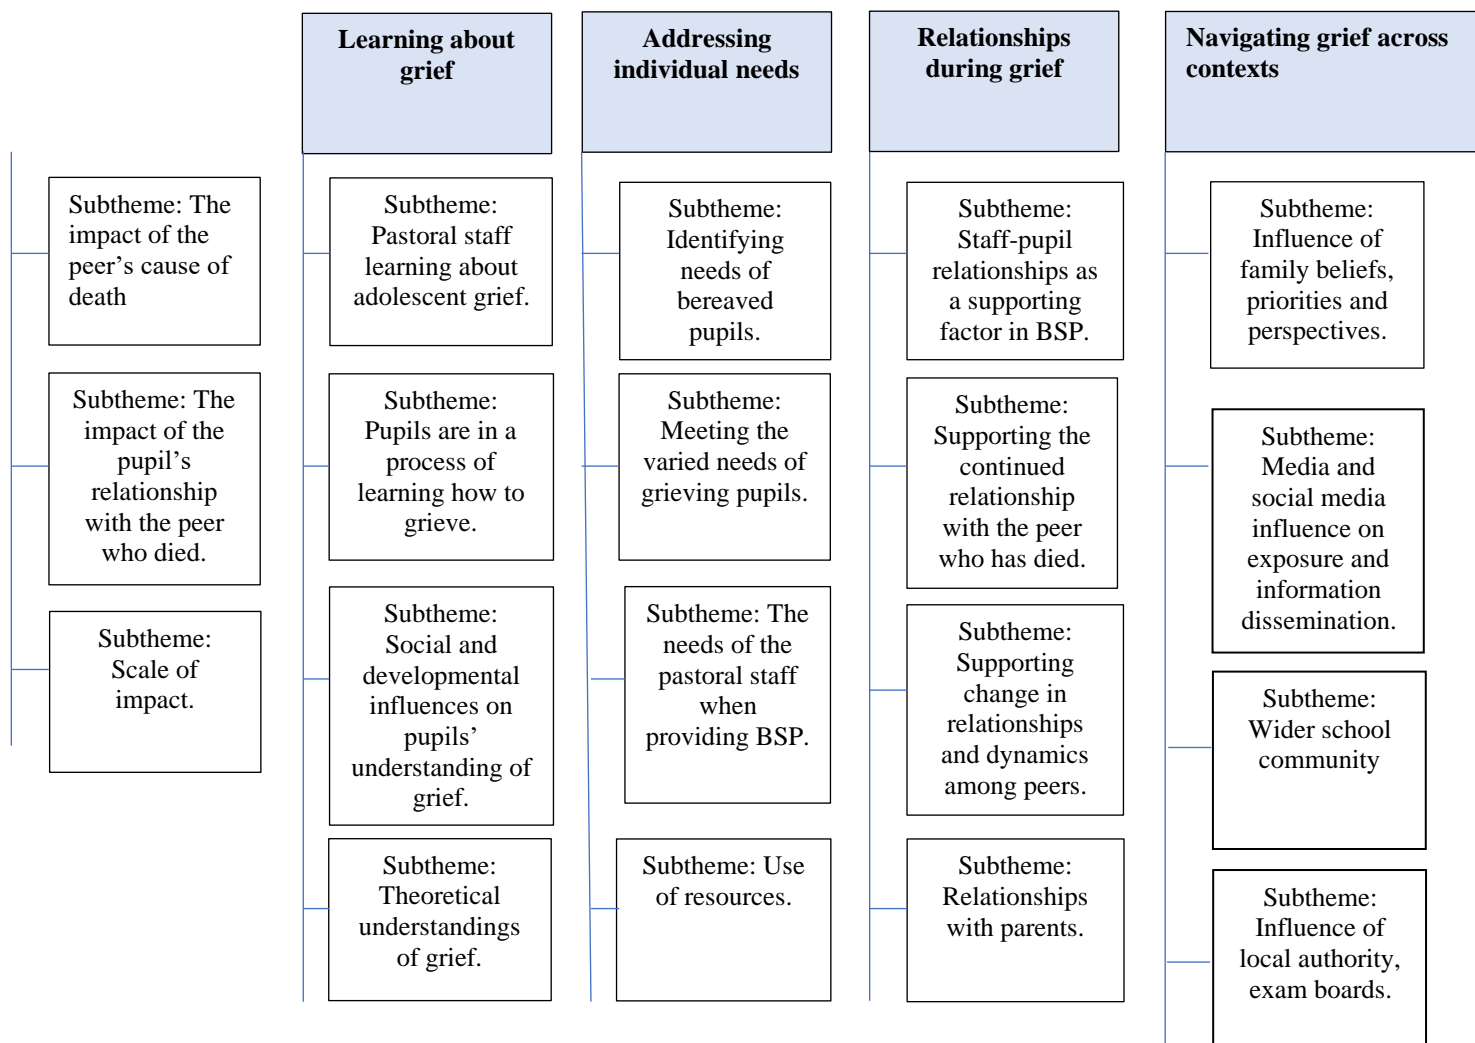 Learning about
grief
Addressing
individual needs
Relationships
during grief
Navigating grief across
contexts
Subtheme: The
impact of the
peer’s cause of
death
Subtheme: The
impact of the
pupil’s
relationship
with the peer
who died.
Subtheme:
Scale of
impact.
Subtheme:
Pastoral staff
learning about
adolescent grief.
Subtheme:
Pupils are in a
process of
learning how to
grieve.
Subtheme:
Social and
developmental
influences on
pupils’
understanding of
grief.
Subtheme:
Theoretical
understandings
of grief.
Subtheme:
Identifying
needs of
bereaved
pupils.
Subtheme:
Meeting the
varied needs of
grieving pupils.
Subtheme: The
needs of the
pastoral staff
when
providing BSP.
Subtheme: Use
of resources.
Subtheme:
Staff-pupil
relationships as
a supporting
factor in BSP.
Subtheme:
Supporting the
continued
relationship
with the peer
who has died.
Subtheme:
Supporting
change in
relationships
and dynamics
among peers.
Subtheme:
Relationships
with parents.
Subtheme:
Influence of
family beliefs,
priorities and
perspectives.
Subtheme:
Media and
social media
influence on
exposure and
information
dissemination.
Subtheme:
Wider school
community
Subtheme:
Influence of
local authority,
exam boards.